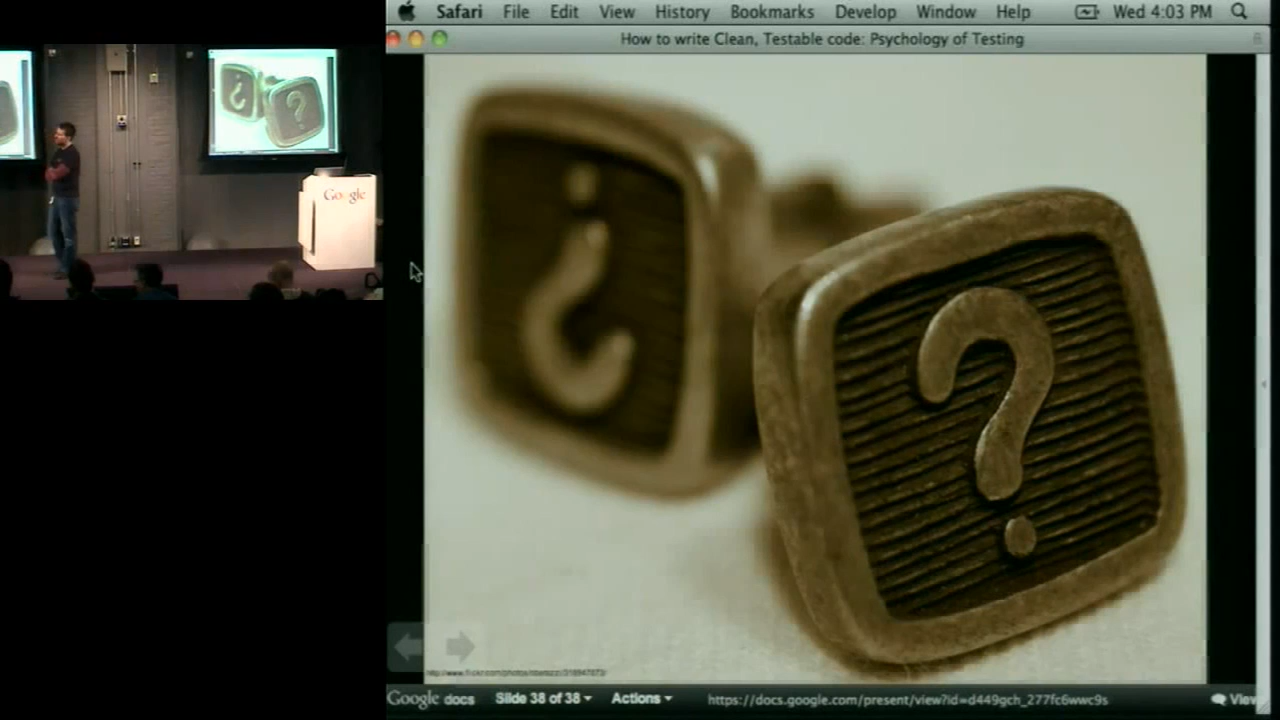 Safari File Edit View History Bookmarks Develop Window Help Wed 4:03 PM
How to write Clean, Testable code: Psychology of Testing
Google
¿
?
Google docs Slide 38 of 38 Actions https://docs.google.com/present/view?id=d449gch_277fc6wwc9s View